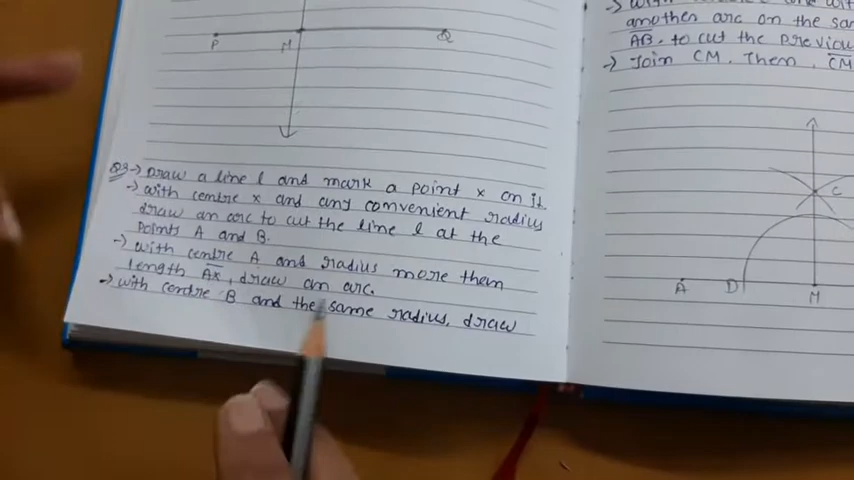 P M Q
Q3-> Draw a line l and mark a point x on it.
-> with centre x and any convenient radius
draw an arc to cut the line l at the
points A and B.
-> with centre A and radius more them
length AX, draw an arc.
-> with centre B and the same radius, draw
another arc on the sa
AB, to cut the previou
-> Join CM. Then, CM
C
A D M